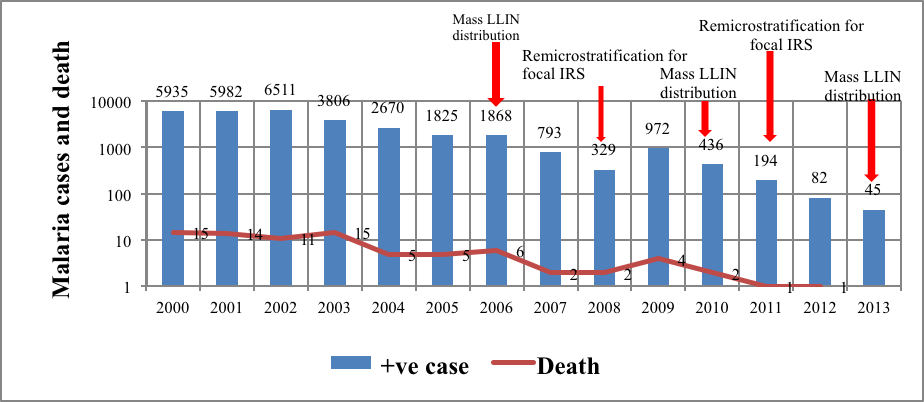 Mass LLIN
distribution
Remicrostratification for
focal IRS
Remicrostratification for
focal IRS
Mass LLIN
distribution
Mass LLIN
distribution
Malaria cases and death
10000
1000
100
10
1
5935 5982 6511 3806 2670 1825 1868 793 329 972 436 194 82 45
15 14 11 15 5 5 6 2 2 4 2 1 1
2000 2001 2002 2003 2004 2005 2006 2007 2008 2009 2010 2011 2012 2013
+ve case Death